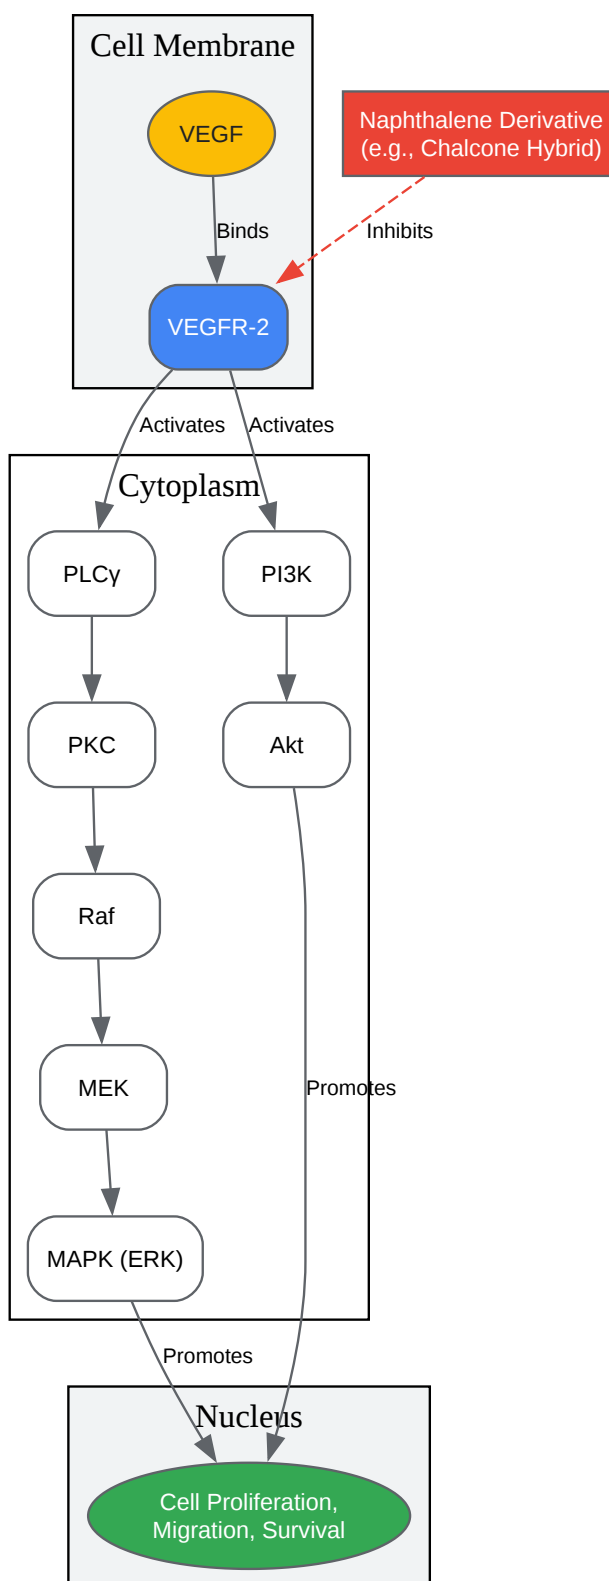 Cell Membrane
VEGF
Naphthalene Derivative
(e.g., Chalcone Hybrid)
Binds
Inhibits
VEGFR-2
Activates
Activates
Cytoplasm
PLCγ
PI3K
PKC
Akt
Raf
MEK
Promotes
MAPK (ERK)
Promotes
Nucleus
Cell Proliferation,
Migration, Survival